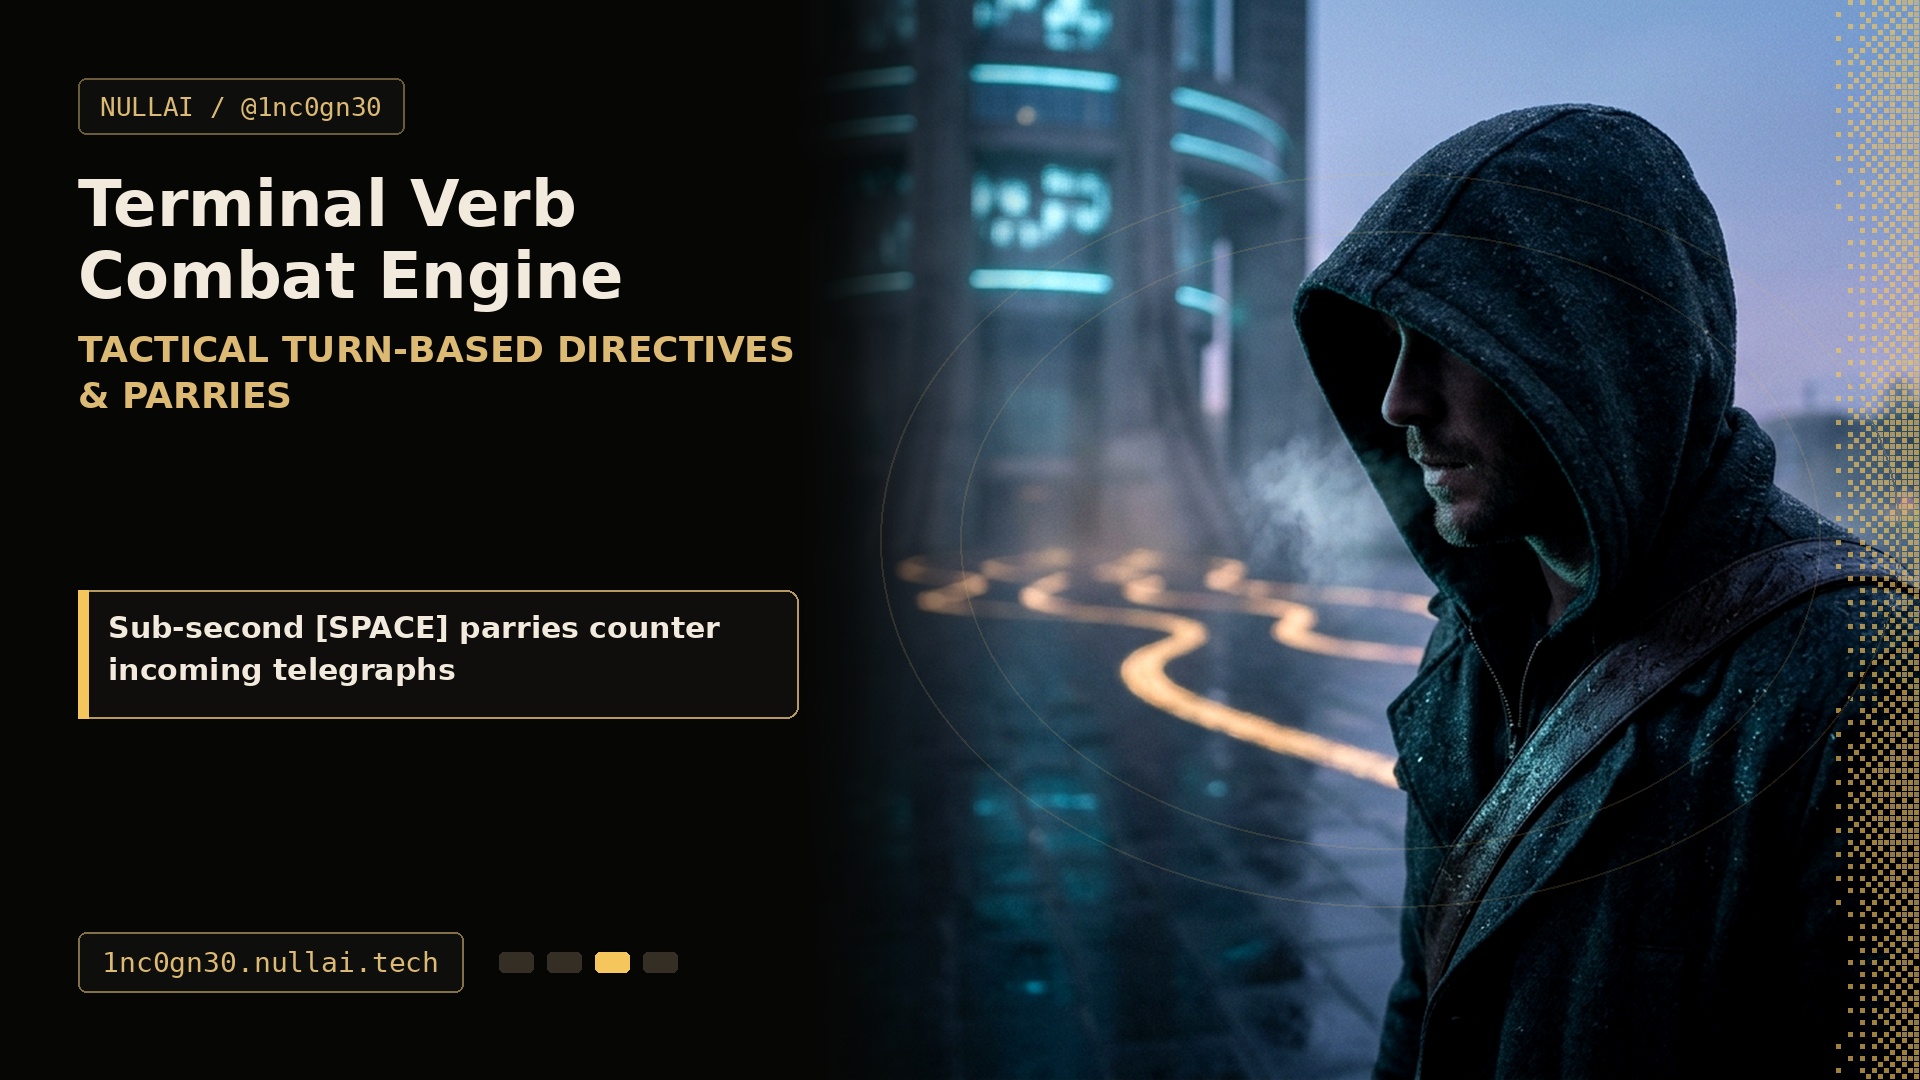 NULLAI / @1nc0gn30
Terminal Verb
Combat Engine
TACTICAL TURN-BASED DIRECTIVES
& PARRIES
Sub-second [SPACE] parries counter
incoming telegraphs
1nc0gn30.nullai.tech